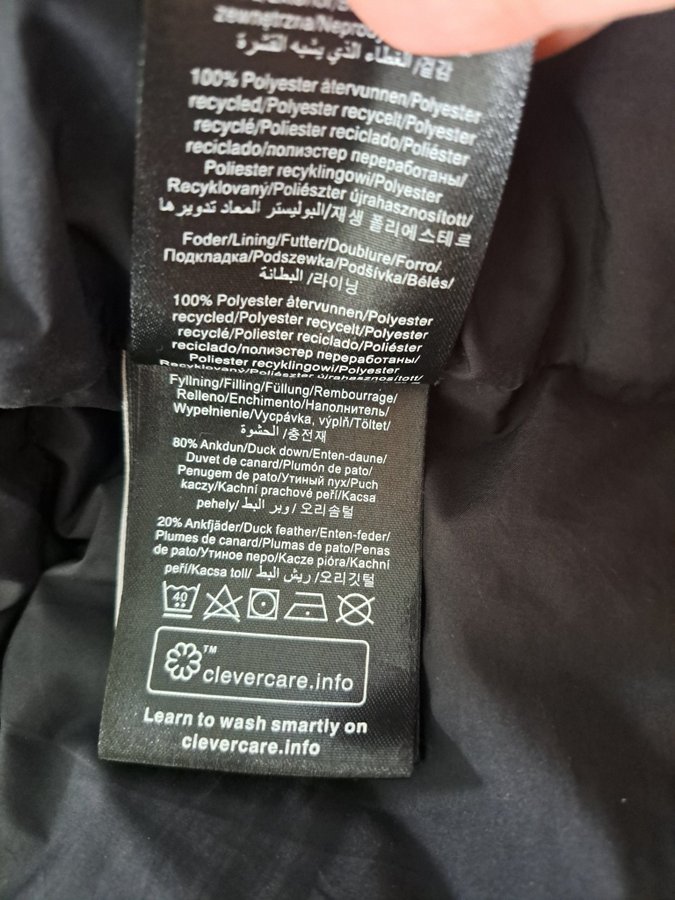 zewnętrzna/
الغطاء الذي يشبه القشرة /겉감
100% Polyester återvunnen/Polyester
recycled/Polyester recycelt/Polyester
recyclé/Poliester reciclado/Poliéster
reciclado/полиэстер переработаны/
Poliester recyklingowi/Polyester
Recyklovaný/Poliészter újrahasznosított/
البوليستر المعاد تدويرها/재생 폴리에스테르
Foder/Lining/Futter/Doublure/Forro/
Подкладка/Podszewka/Podšívka/Bélés/
البطانة /라이닝
100% Polyester återvunnen/Polyester
recycled/Polyester recycelt/Polyester
recyclé/Poliester reciclado/Poliéster
reciclado/полиэстер переработаны/
Poliester recyklingowi/Polyester
Recyklovaný/Poliészter újrahasznosított/
Fyllning/Filling/Füllung/Rembourrage/
Relleno/Enchimento/Наполнитель/
Wypełnienie/Vycpávka, výplň/Töltet/
الحشوة /충전재
80% Ankdun/Duck down/Enten-daune/
Duvet de canard/Plumón de pato/
Penugem de pato/Утиный пух/Puch
kaczy/Kachní prachové peří/Kacsa
pehely/ وبر البط /오리솜털
20% Ankfjäder/Duck feather/Enten-feder/
Plumes de canard/Plumas de pato/Penas
de pato/Утиное перо/Kacze pióra/Kachní
peří/Kacsa toll/ ريش البط /오리깃털
40
™
clevercare.info
Learn to wash smartly on
clevercare.info